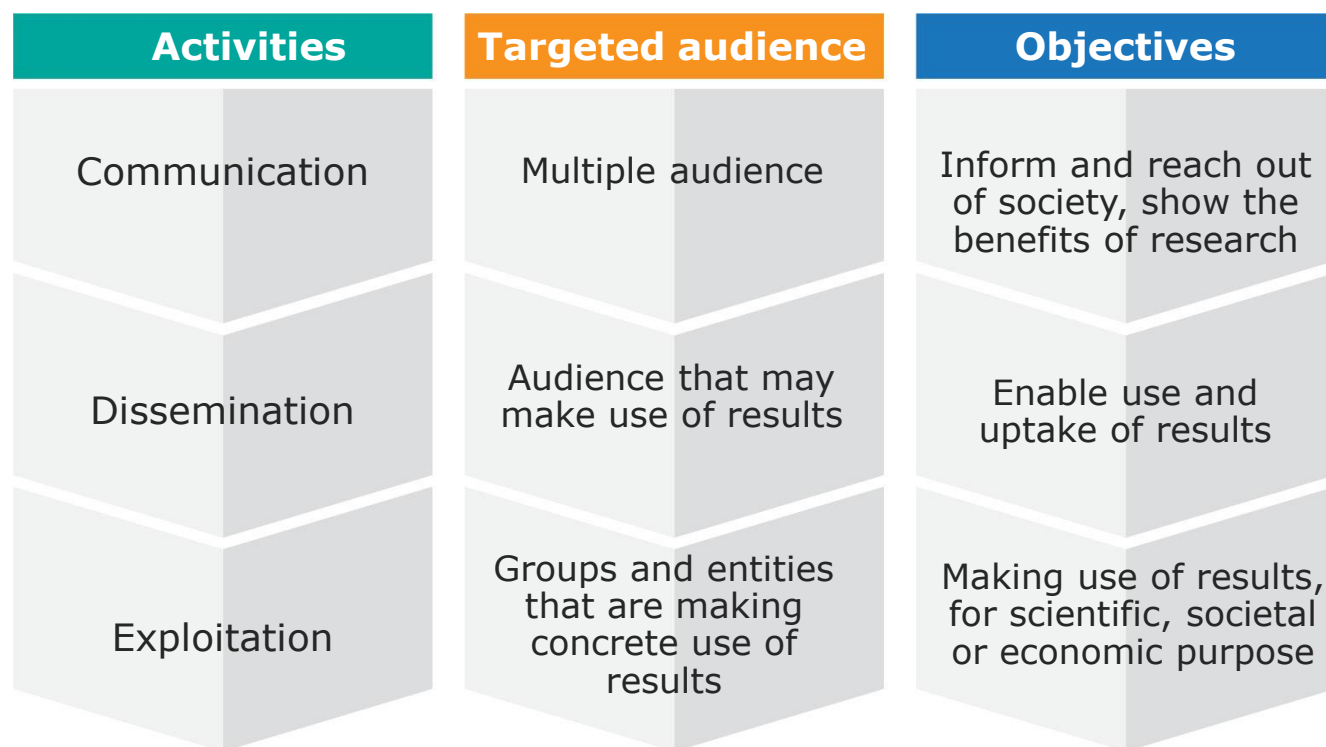 Activities
Targeted audience
Objectives
Communication
Multiple audience
Inform and reach out
of society, show the
benefits of research
Dissemination
Audience that may
make use of results
Enable use and
uptake of results
Exploitation
Groups and entities
that are making
concrete use of
results
Making use of results,
for scientific, societal
or economic purpose